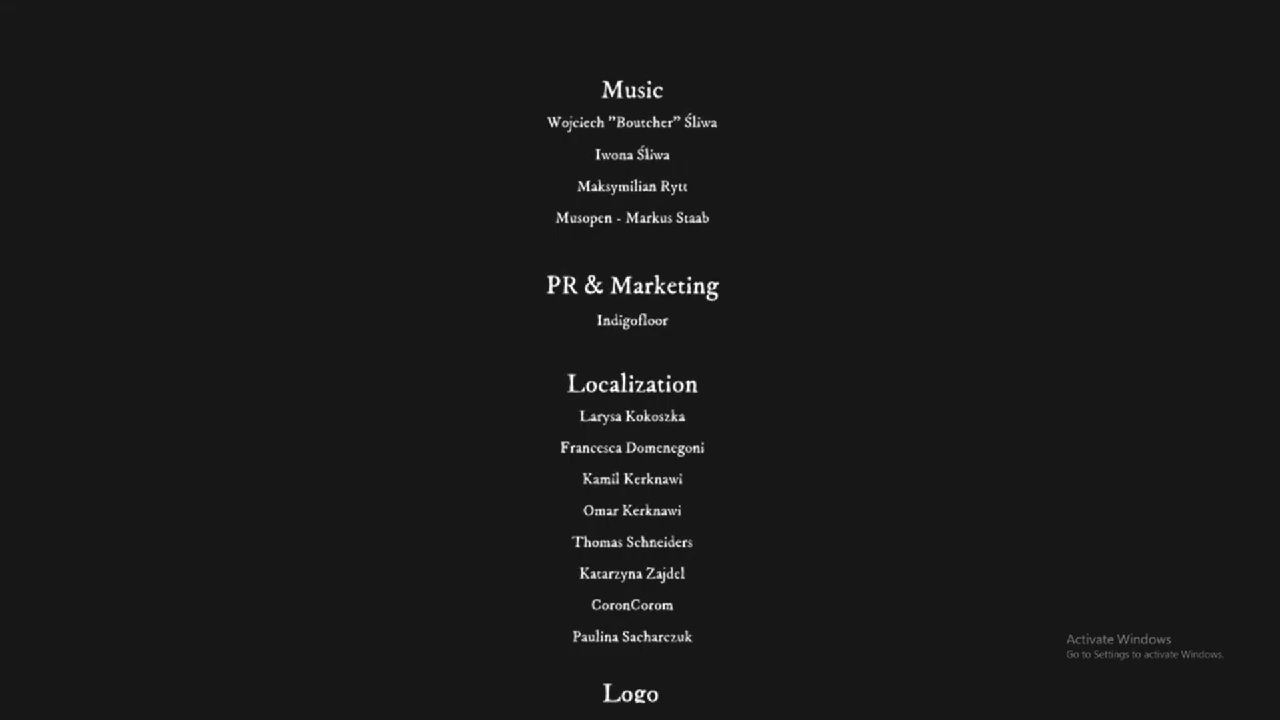 Music
Wojciech "Boutcher" Śliwa
Iwona Śliwa
Maksymilian Rytt
Musopen - Markus Staab
PR & Marketing
Indigofloor
Localization
Larysa Kokoszka
Francesca Domenegoni
Kamil Kerknawi
Omar Kerknawi
Thomas Schneiders
Katarzyna Zajdel
CoronCorom
Paulina Sacharczuk
Activate Windows
Go to Settings to activate Windows.
Logo